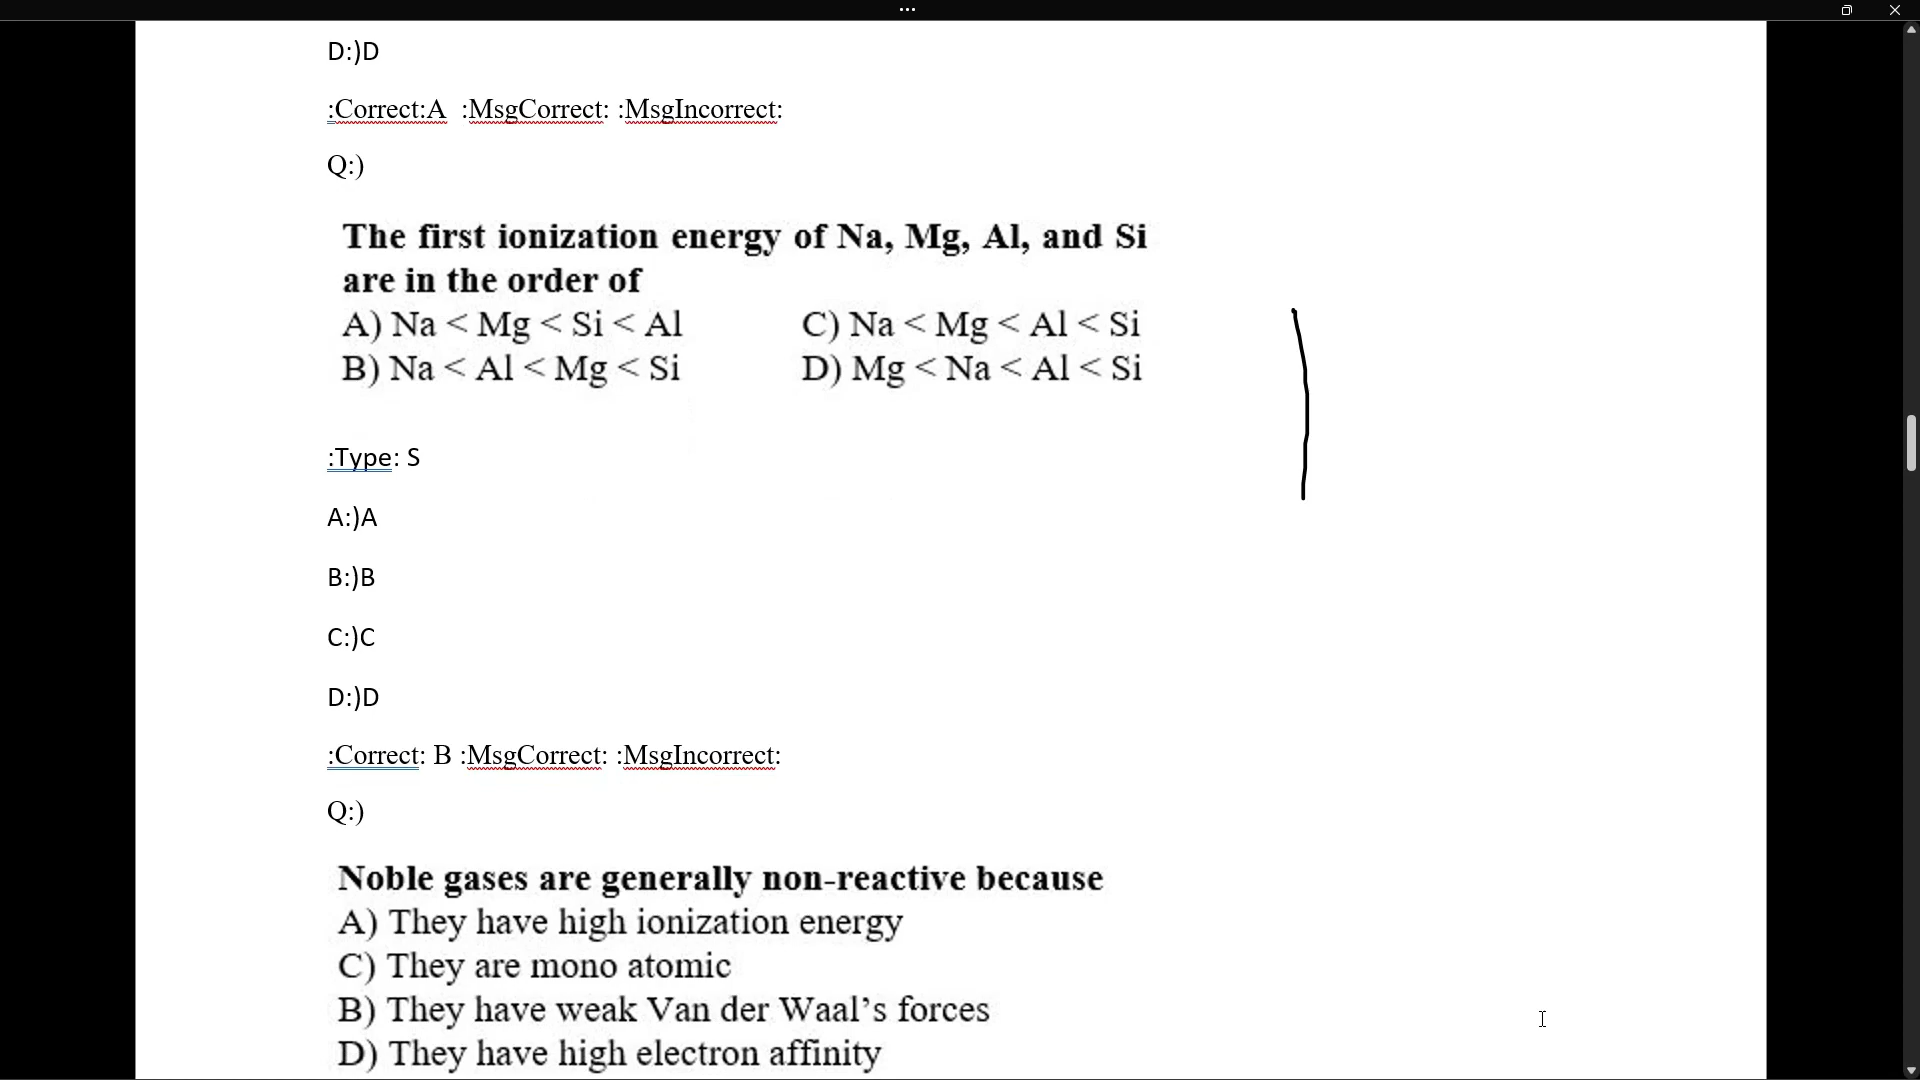 D:)D
:Correct:A :MsgCorrect: :MsgIncorrect:
Q:)
The first ionization energy of Na, Mg, Al, and Si
are in the order of
A) Na < Mg < Si < Al C) Na < Mg < Al < Si
B) Na < Al < Mg < Si D) Mg < Na < Al < Si
:Type: S
A:)A
B:)B
C:)C
D:)D
:Correct: B :MsgCorrect: :MsgIncorrect:
Q:)
Noble gases are generally non-reactive because
A) They have high ionization energy
C) They are mono atomic
B) They have weak Van der Waal’s forces
D) They have high electron affinity